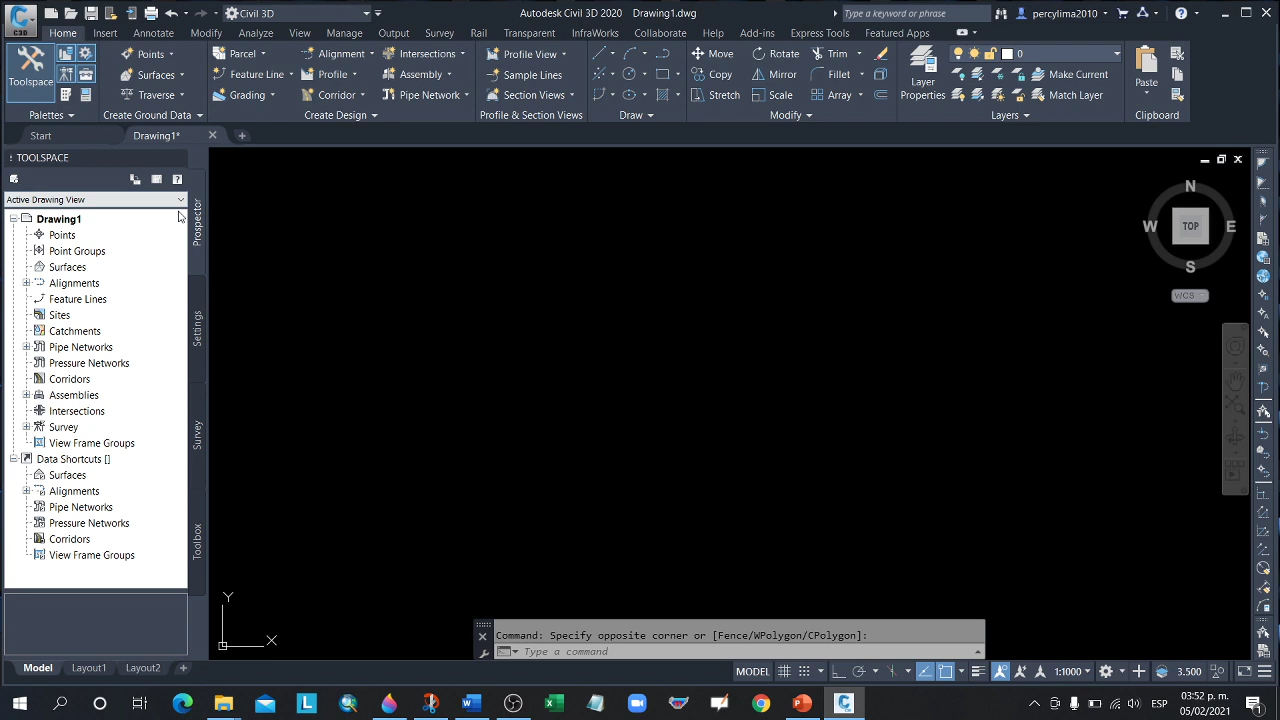 C3D
Civil 3D
Autodesk Civil 3D 2020 Drawing1.dwg
Type a keyword or phrase
percylima2010
Home Insert Annotate Modify Analyze View Manage Output Survey Rail Transparent InfraWorks Collaborate Help Add-ins Express Tools Featured Apps
Toolspace
Points
Surfaces
Traverse
Parcel
Feature Line
Grading
Alignment
Profile
Corridor
Intersections
Assembly
Pipe Network
Profile View
Sample Lines
Section Views
Move
Copy
Stretch
Rotate
Mirror
Scale
Trim
Fillet
Array
Layer
Properties
0
Make Current
Match Layer
Paste
Palettes
Create Ground Data
Create Design
Profile & Section Views
Draw
Modify
Layers
Clipboard
Start
Drawing1*
TOOLSPACE
Active Drawing View
Drawing1
Points
Point Groups
Surfaces
Alignments
Feature Lines
Sites
Catchments
Pipe Networks
Pressure Networks
Corridors
Assemblies
Intersections
Survey
View Frame Groups
Data Shortcuts []
Surfaces
Alignments
Pipe Networks
Pressure Networks
Corridors
View Frame Groups
Prospector
Settings
Survey
Toolbox
N
W
TOP
E
S
WCS
Y
X
Command: Specify opposite corner or [Fence/WPolygon/CPolygon]:
Type a command
Model Layout1 Layout2
MODEL
1:1000
3.500
ESP
03:52 p. m.
05/02/2021